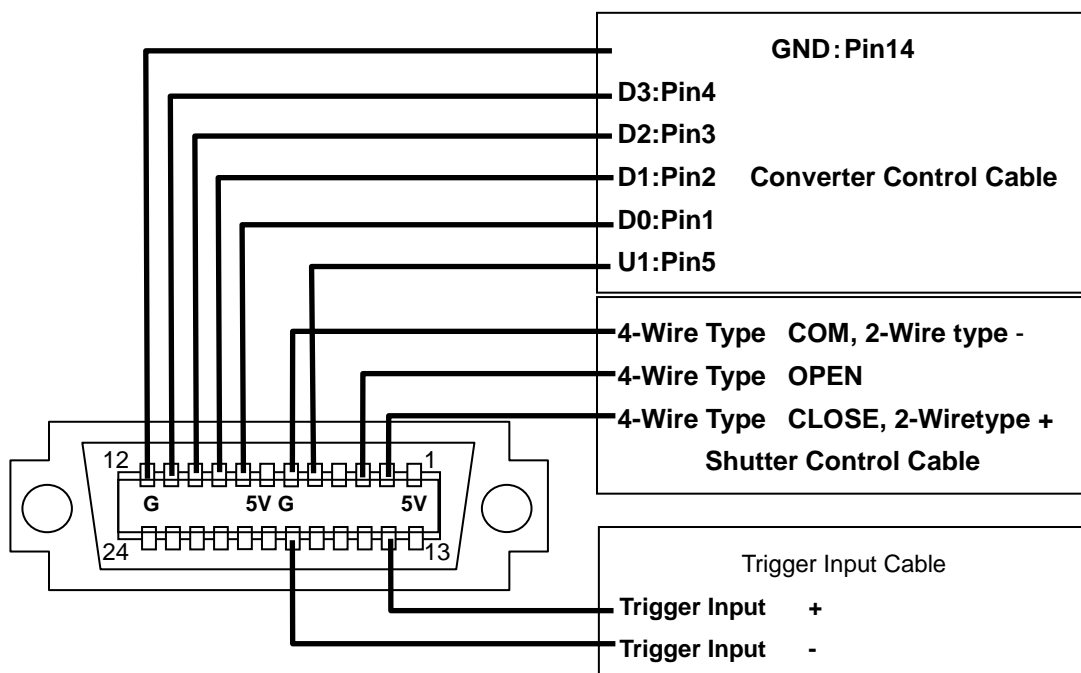 GND:Pin14
D3:Pin4
D2:Pin3
D1:Pin2 Converter Control Cable
D0:Pin1
U1:Pin5
4-Wire Type COM, 2-Wire type -
4-Wire Type OPEN
4-Wire Type CLOSE, 2-Wiretype +
Shutter Control Cable
12 1
G 5V G 5V
24 13
Trigger Input Cable
Trigger Input +
Trigger Input -